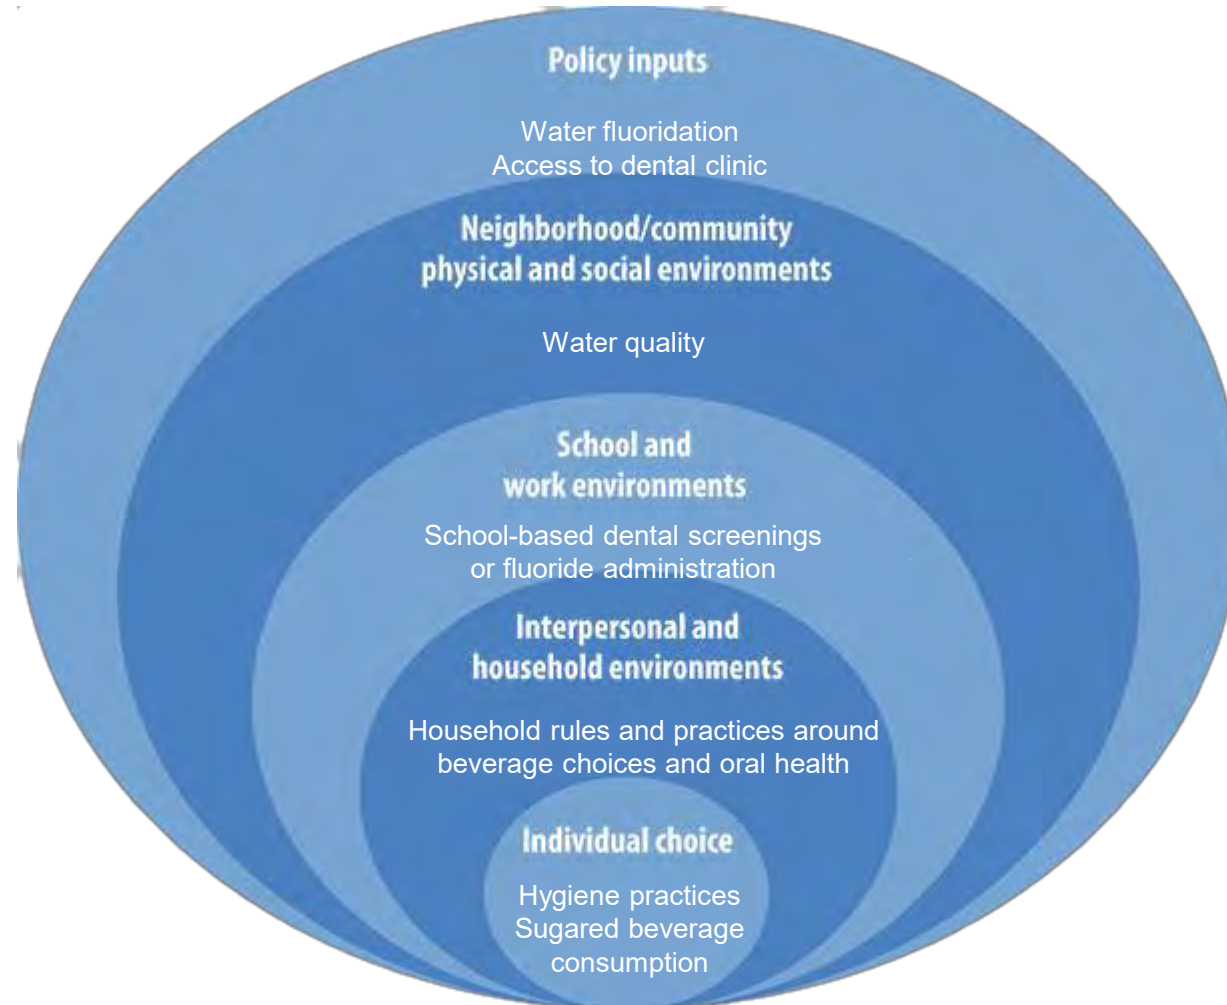 Policy inputs
Water fluoridation
Access to dental clinic
Neighborhood/community
physical and social environments
Water quality
School and
work environments
School-based dental screenings
or fluoride administration
Interpersonal and
household environments
Household rules and practices around
beverage choices and oral health
Individual choice
Hygiene practices
Sugared beverage
consumption